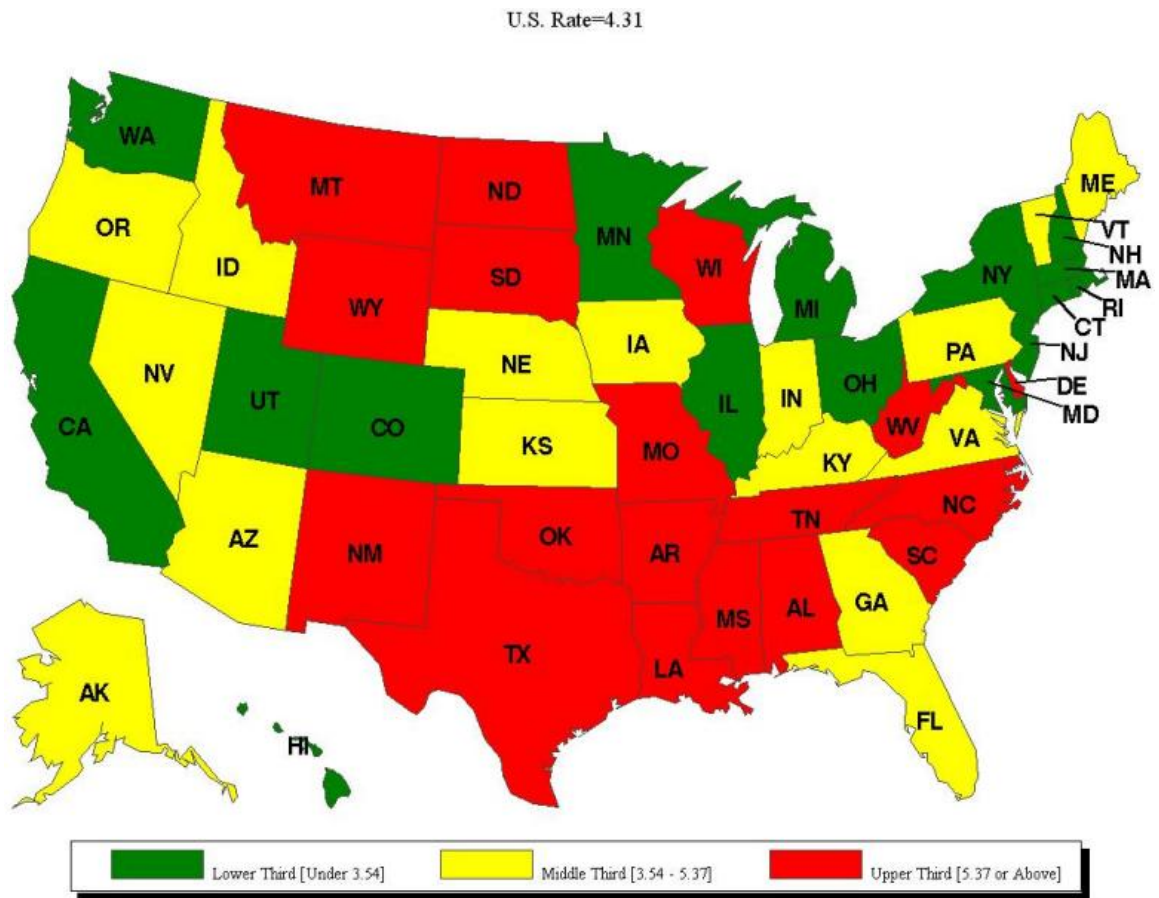 U.S. Rate=4.31
WA
MT
ND
ME
OR
MN
VT
ID
NH
SD
WI
NY
MA
WY
MI
RI
CT
IA
PA
NJ
NE
NV
OH
DE
UT
IL
IN
MD
CA
CO
WV
VA
KS
MO
KY
NC
TN
AZ
OK
NM
AR
SC
GA
MS
AL
TX
LA
AK
FL
HI
Lower Third [Under 3.54]
Middle Third [3.54 - 5.37]
Upper Third [5.37 or Above]